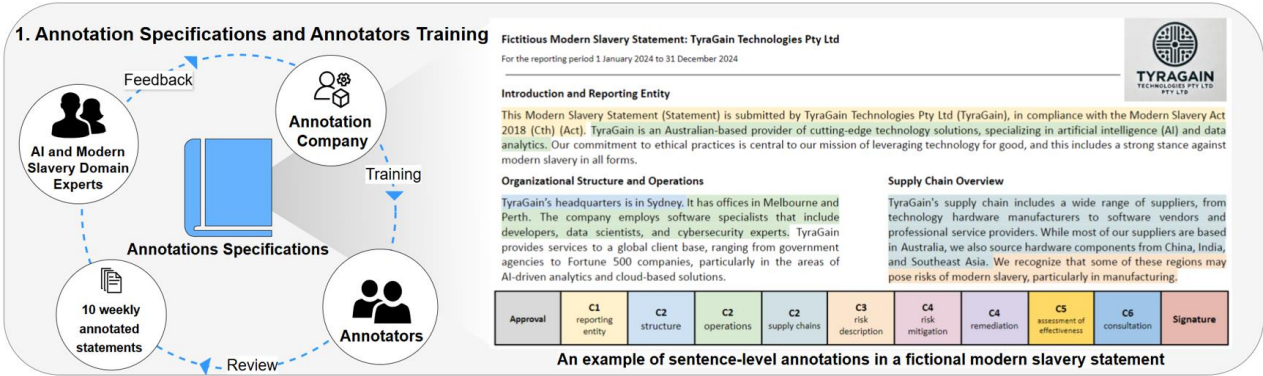 1. Annotation Specifications and Annotators Training
Feedback
Annotation
Company
AI and Modern
Slavery Domain
Experts
Training
Annotations Specifications
10 weekly
annotated
statements
Annotators
Review
Fictitious Modern Slavery Statement: TyraGain Technologies Pty Ltd
For the reporting period 1 January 2024 to 31 December 2024
TYRAGAIN
TECHNOLOGIES PTY LTD
PTY LTD
Introduction and Reporting Entity
This Modern Slavery Statement (Statement) is submitted by TyraGain Technologies Pty Ltd (TyraGain), in compliance with the Modern Slavery Act
2018 (Cth) (Act). TyraGain is an Australian-based provider of cutting-edge technology solutions, specializing in artificial intelligence (AI) and data
analytics. Our commitment to ethical practices is central to our mission of leveraging technology for good, and this includes a strong stance against
modern slavery in all forms.
Organizational Structure and Operations
TyraGain's headquarters is in Sydney. It has offices in Melbourne and
Perth. The company employs software specialists that include
developers, data scientists, and cybersecurity experts. TyraGain
provides services to a global client base, ranging from government
agencies to Fortune 500 companies, particularly in the areas of
AI-driven analytics and cloud-based solutions.
Supply Chain Overview
TyraGain's supply chain includes a wide range of suppliers, from
technology hardware manufacturers to software vendors and
professional service providers. While most of our suppliers are based
in Australia, we also source hardware components from China, India,
and Southeast Asia. We recognize that some of these regions may
pose risks of modern slavery, particularly in manufacturing.
Approval
C1
reporting
entity
C2
structure
C2
operations
C2
supply chains
C3
risk
description
C4
risk
mitigation
C4
remediation
C5
assessment of
effectiveness
C6
consultation
Signature
An example of sentence-level annotations in a fictional modern slavery statement